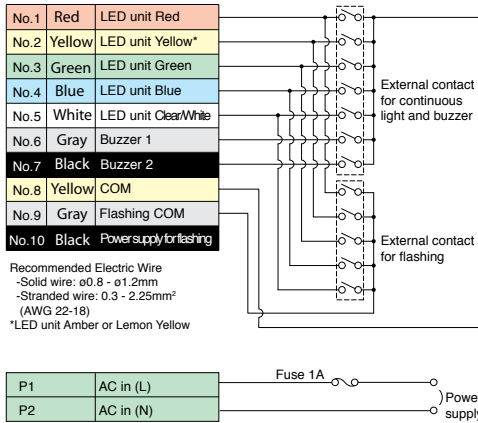 No.1 Red LED unit Red
No.2 Yellow LED unit Yellow*
No.3 Green LED unit Green
No.4 Blue LED unit Blue
No.5 White LED unit Clear/White
No.6 Gray Buzzer 1
No.7 Black Buzzer 2
No.8 Yellow COM
No.9 Gray Flashing COM
No.10 Black Power supply for flashing
External contact
for continuous
light and buzzer
External contact
for flashing
Recommended Electric Wire
-Solid wire: ø0.8 - ø1.2mm
-Stranded wire: 0.3 - 2.25mm²
(AWG 22-18)
*LED unit Amber or Lemon Yellow
P1 AC in (L)
P2 AC in (N)
Fuse 1A